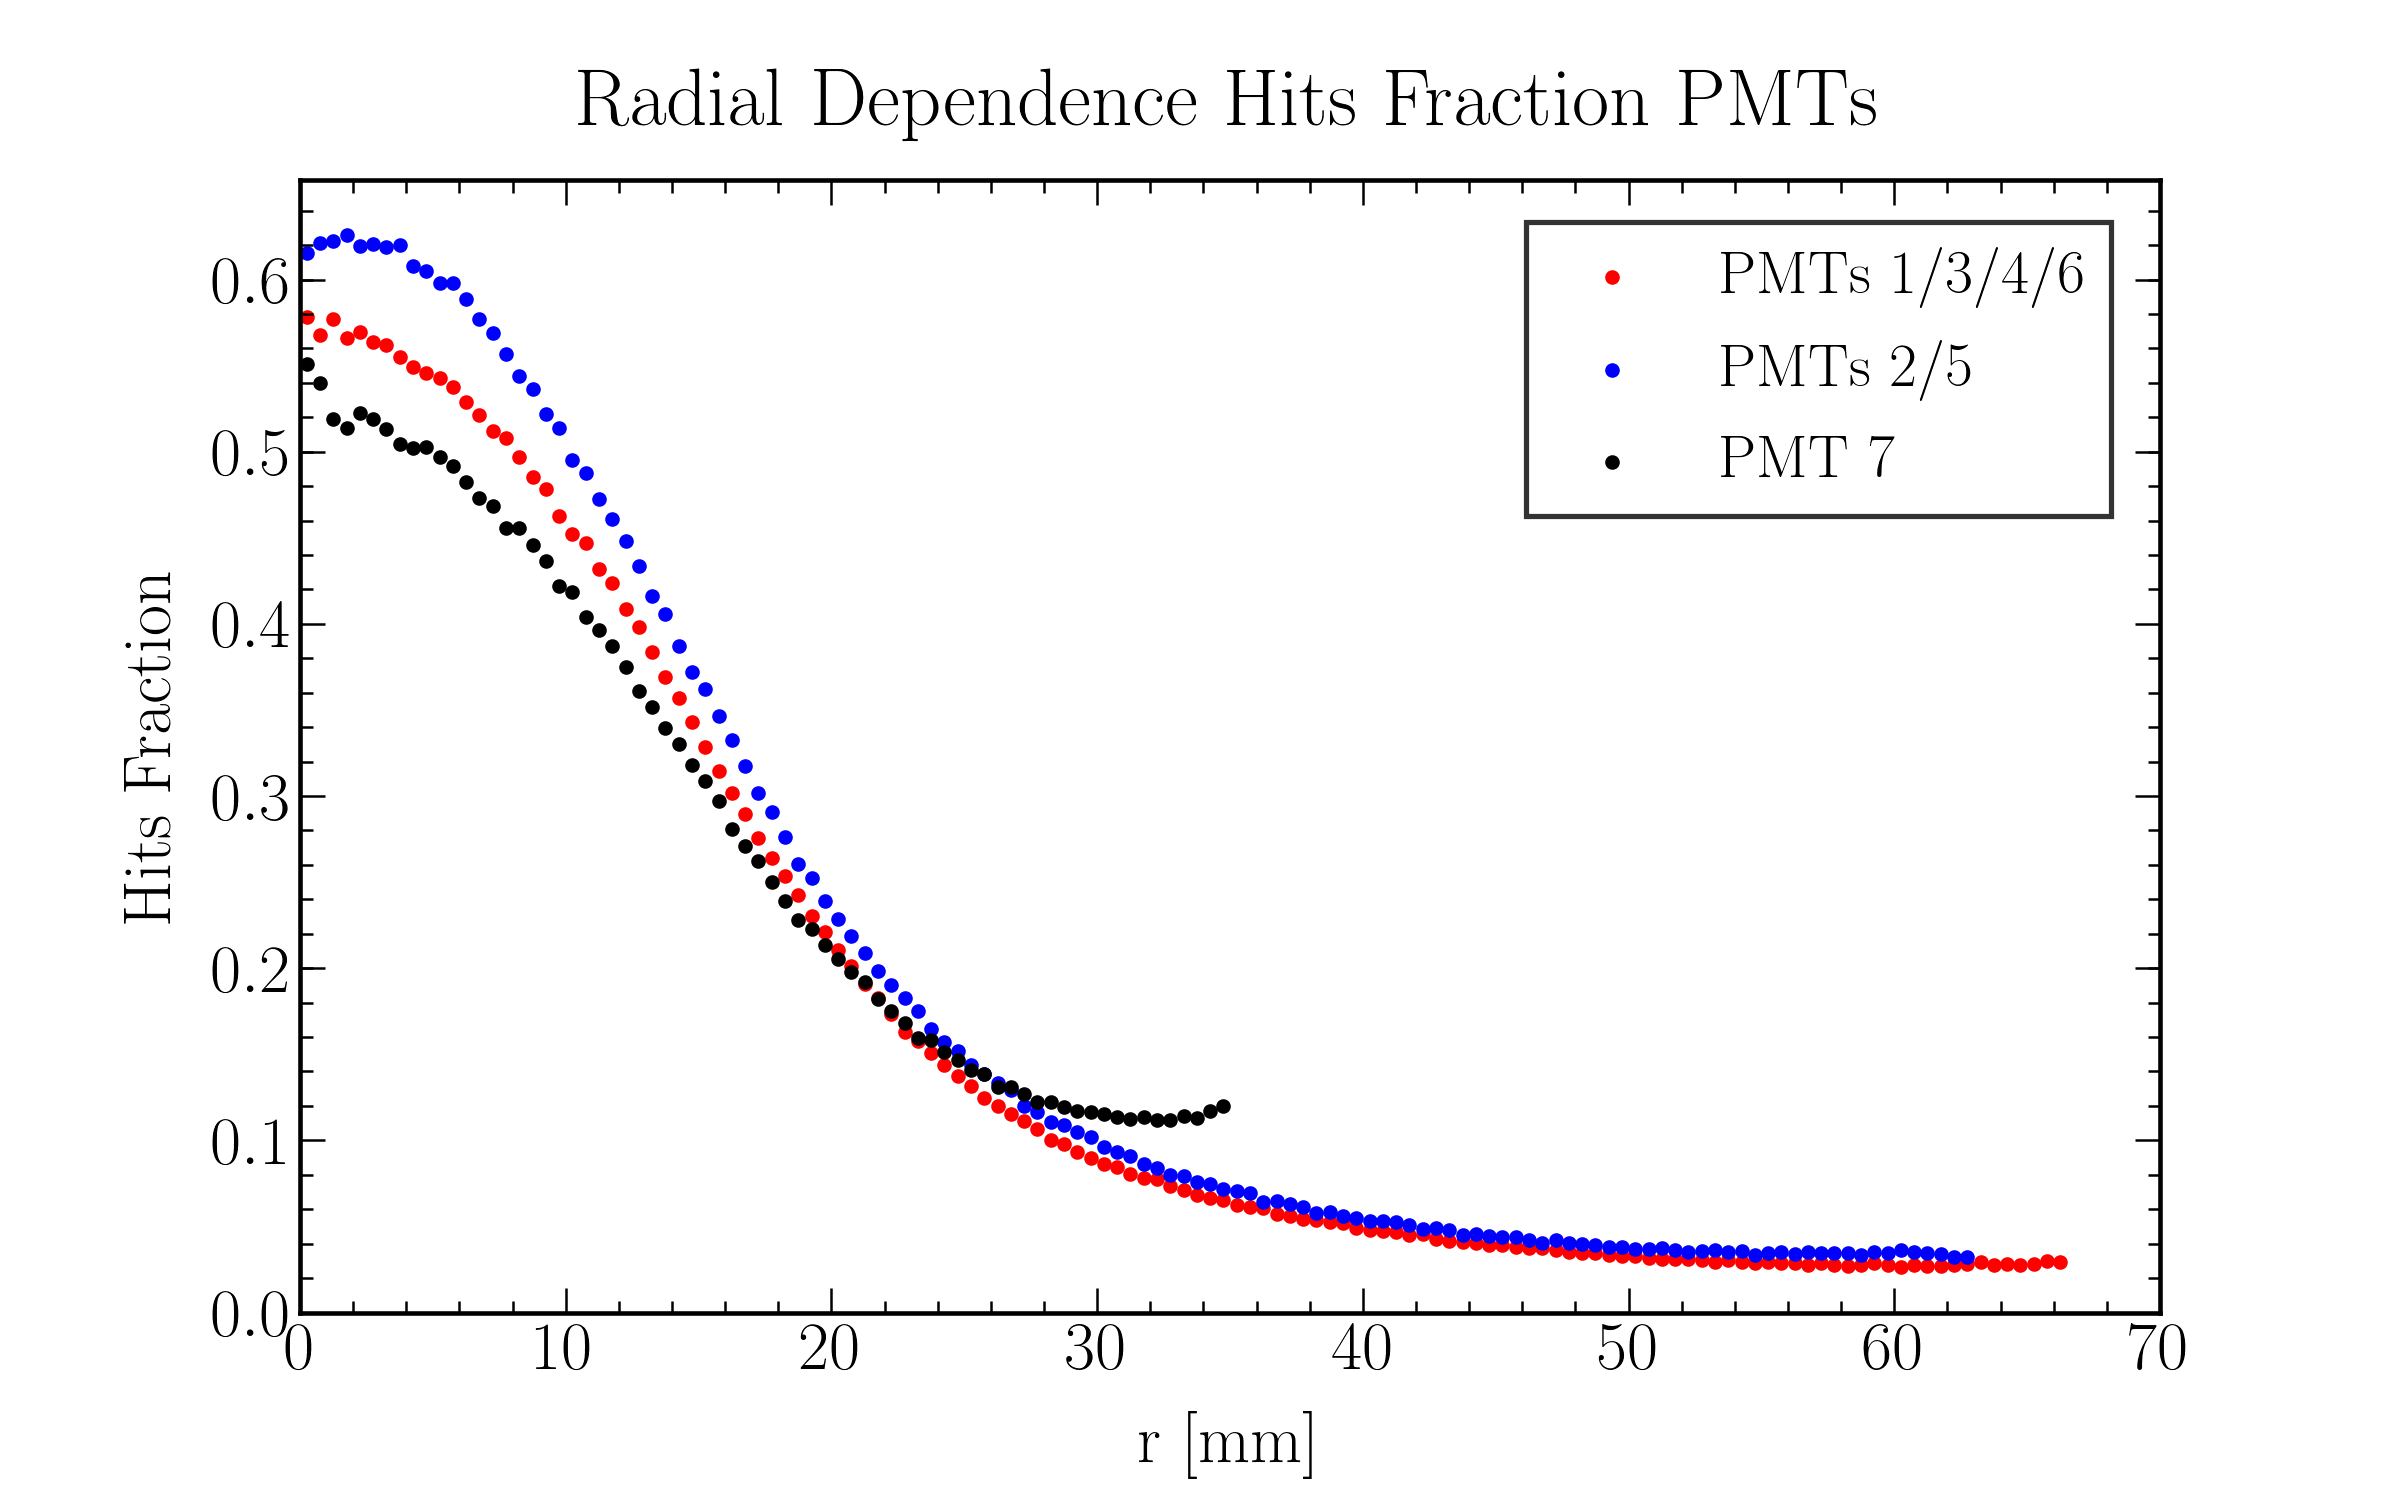 Radial Dependence Hits Fraction PMTs
PMTs 1/3/4/6
PMTs 2/5
PMT 7
Hits Fraction
0.6
0.5
0.4
0.3
0.2
0.1
0.0
0 10 20 30 40 50 60 70
r [mm]